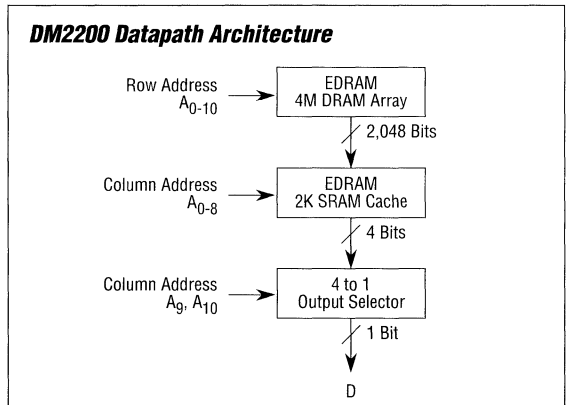 DM2200 Datapath Architecture
Row Address
A0-10
EDRAM
4M DRAM Array
2,048 Bits
Column Address
A0-8
EDRAM
2K SRAM Cache
4 Bits
Column Address
A9, A10
4 to 1
Output Selector
1 Bit
D